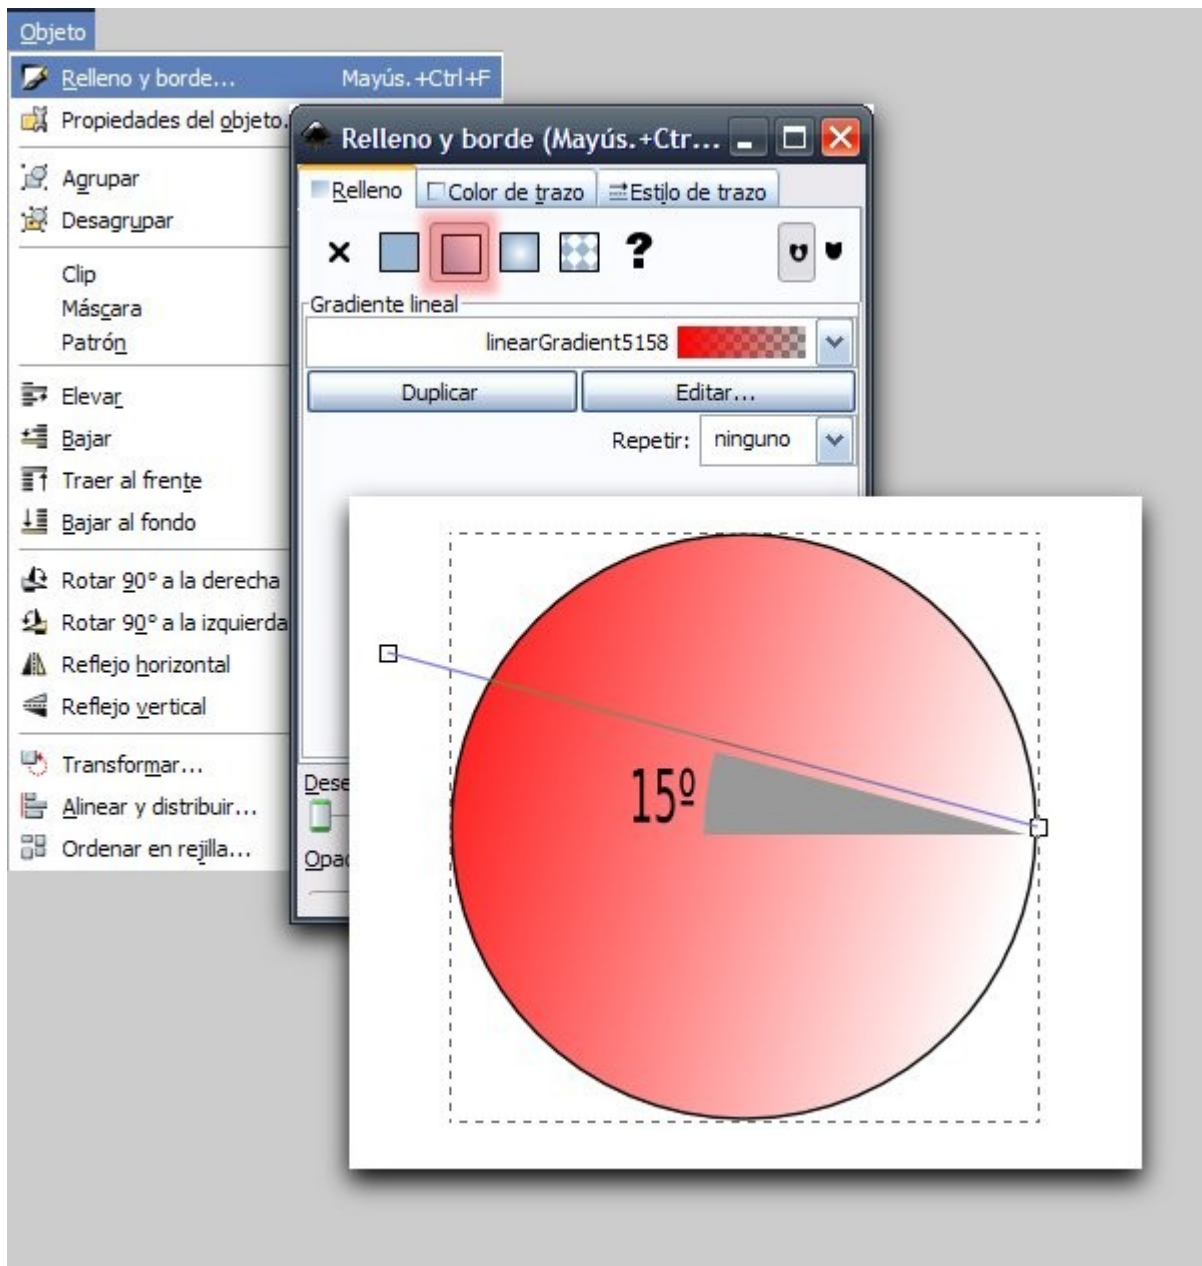 Objeto
Relleno y borde... Mayús.+Ctrl+F
Propiedades del objeto.
Agrupar
Desagrupar
Clip
Máscara
Patrón
Elevar
Bajar
Traer al frente
Bajar al fondo
Rotar 90º a la derecha
Rotar 90º a la izquierda
Reflejo horizontal
Reflejo vertical
Transformar...
Alinear y distribuir...
Ordenar en rejilla...
Relleno y borde (Mayús.+Ctr...
Relleno Color de trazo Estilo de trazo
?
Gradiente lineal
linearGradient5158
Duplicar Editar...
Repetir: ninguno
Dese
Opac
15º